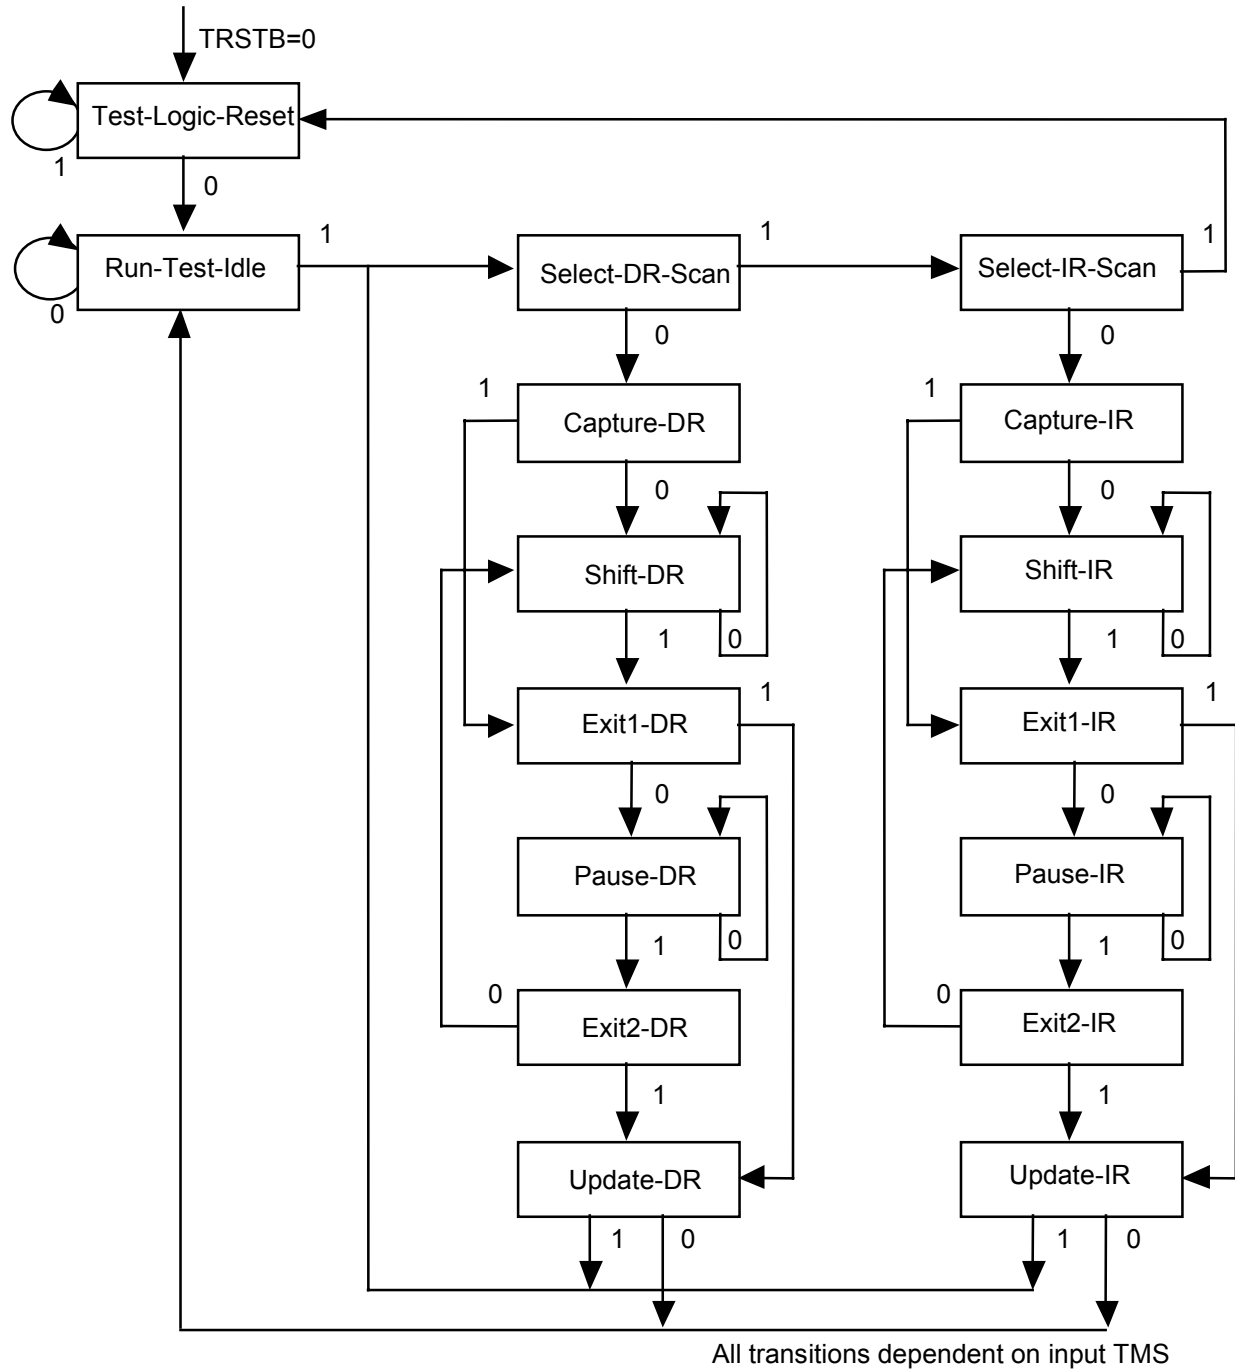 TRSTB=0
Test-Logic-Reset
1
0
Run-Test-Idle
0
1
Select-DR-Scan
1
Select-IR-Scan
1
0
0
1
Capture-DR
1
Capture-IR
0
0
Shift-DR
Shift-IR
1
0
1
0
Exit1-DR
1
Exit1-IR
1
0
0
Pause-DR
Pause-IR
1
0
1
0
0
Exit2-DR
0
Exit2-IR
1
1
Update-DR
Update-IR
1
0
1
0
All transitions dependent on input TMS